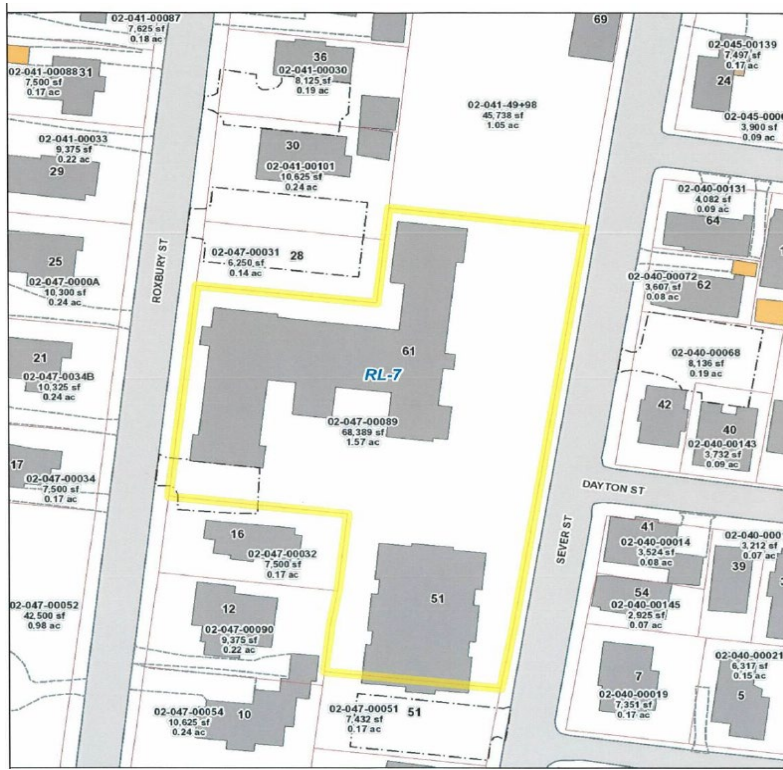 02-041-00087
7,625 sf
0.18 ac
02-041-00088
31
7,500 sf
0.17 ac
02-041-00033
9,375 sf
0.22 ac
29
25
02-047-0000A
10,300 sf
0.24 ac
21
02-047-0034B
10,325 sf
0.24 ac
17
02-047-00034
7,500 sf
0.17 ac
02-047-00052
42,500 sf
0.98 ac
ROXBURY ST
36
02-041-00030
8,125 sf
0.19 ac
30
02-041-00101
10,625 sf
0.24 ac
02-047-00031
6,250 sf
0.14 ac
28
69
02-041-49+98
45,738 sf
1.05 ac
61
RL-7
02-047-00089
68,389 sf
1.57 ac
16
02-047-00032
7,500 sf
0.17 ac
12
02-047-00090
9,375 sf
0.22 ac
02-047-00054
10,625 sf
0.24 ac
10
51
02-047-00051
7,432 sf
0.17 ac
51
SEVER ST
DAYTON ST
02-045-00139
7,497 sf
0.17 ac
24
3,900 sf
0.09 ac
02-040-00131
4,082 sf
0.09 ac
64
02-040-00072
3,607 sf
0.08 ac
62
02-040-00068
8,136 sf
0.19 ac
42
40
02-040-00143
3,732 sf
0.09 ac
41
02-040-00014
3,524 sf
0.08 ac
3,212 sf
0.07 ac
39
54
02-040-00145
2,925 sf
0.07 ac
02-040-00021
6,317 sf
0.15 ac
7
02-040-00019
7,351 sf
0.17 ac
5